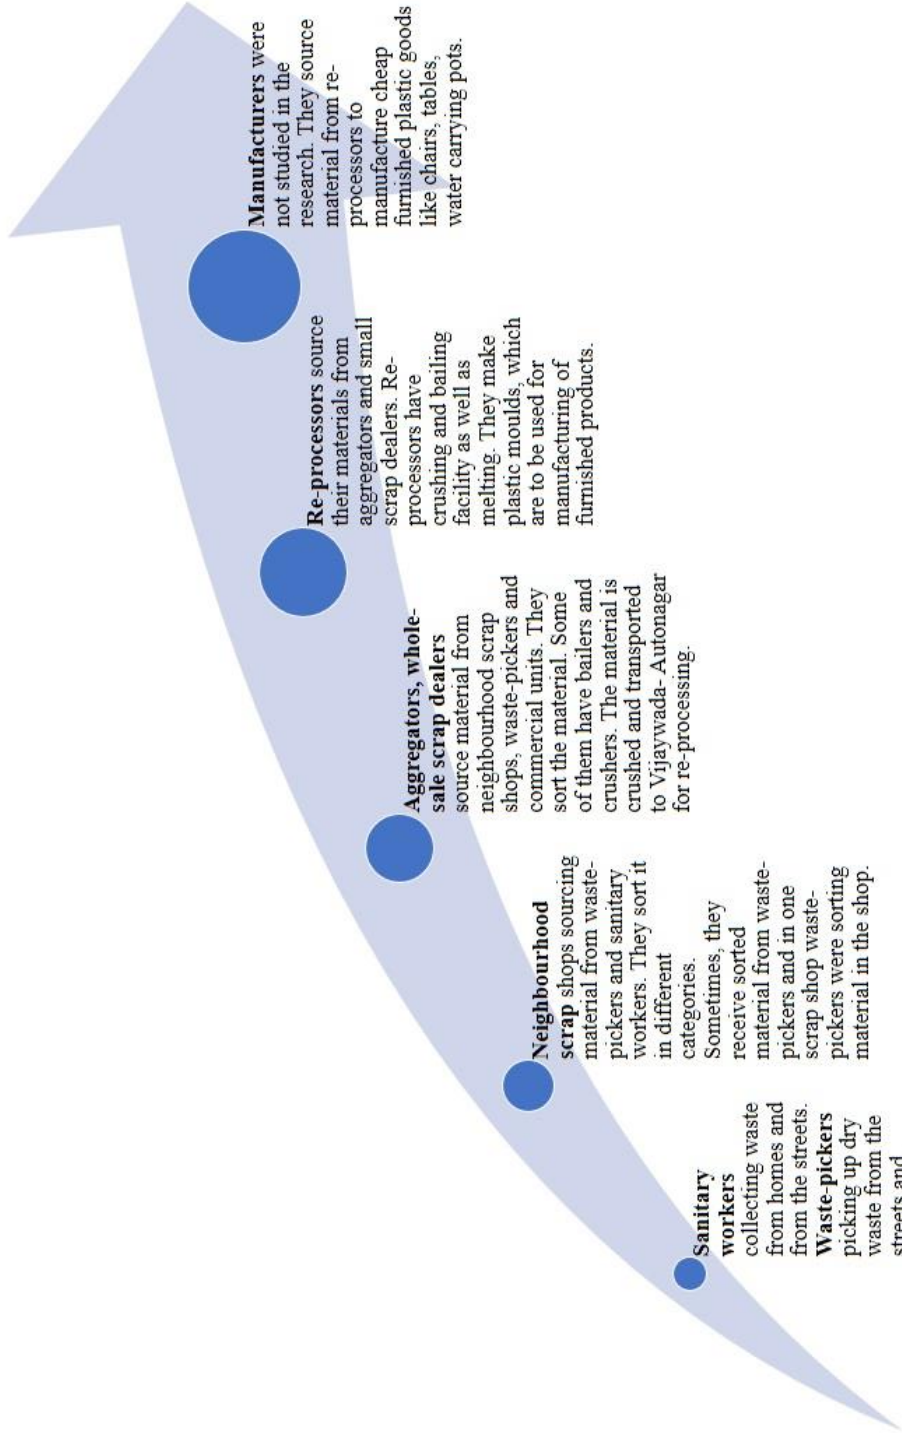 Sanitary
workers
collecting waste
from homes and
from the streets.
Waste-pickers
picking up dry
waste from the
streets and
Neighbourhood
scrap shops sourcing
material from waste-
pickers and sanitary
workers. They sort it
in different
categories.
Sometimes, they
receive sorted
material from waste-
pickers and in one
scrap shop waste-
pickers were sorting
material in the shop.
Aggregators, whole-
sale scrap dealers
source material from
neighbourhood scrap
shops, waste-pickers and
commercial units. They
sort the material. Some
of them have bailers and
crushers. The material is
crushed and transported
to Vijaywada- Autonagar
for re-processing.
Re-processors source
their materials from
aggregators and small
scrap dealers. Re-
processors have
crushing and bailing
facility as well as
melting. They make
plastic moulds, which
are to be used for
manufacturing of
furnished products.
Manufacturers were
not studied in the
research. They source
material from re-
processors to
manufacture cheap
furnished plastic goods
like chairs, tables,
water carrying pots.